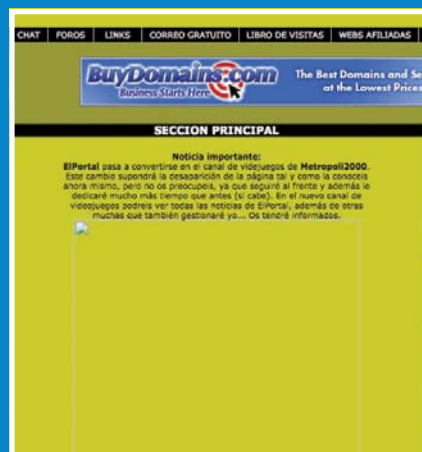 CHAT FOROS LINKS CORREO GRATUITO LIBRO DE VISITAS WEBS AFILIADAS
BuyDomains.com
Business Starts Here
The Best Domains and Se
at the Lowest Prices
SECCION PRINCIPAL
Noticia importante:
ElPortal pasa a convertirse en el canal de videjuegos de Metropoli2000.
Este cambio supondrá la desaparición de la página tal y como la conoceis
ahora mismo, pero no os preocupeis, ya que seguiré al frente y además le
dedicaré mucho más tiempo que antes (si cabe). En el nuevo canal de
videojuegos podreis ver todas las noticias de ElPortal, además de otras
muchas que también gestionaré yo... Os tendré informados.